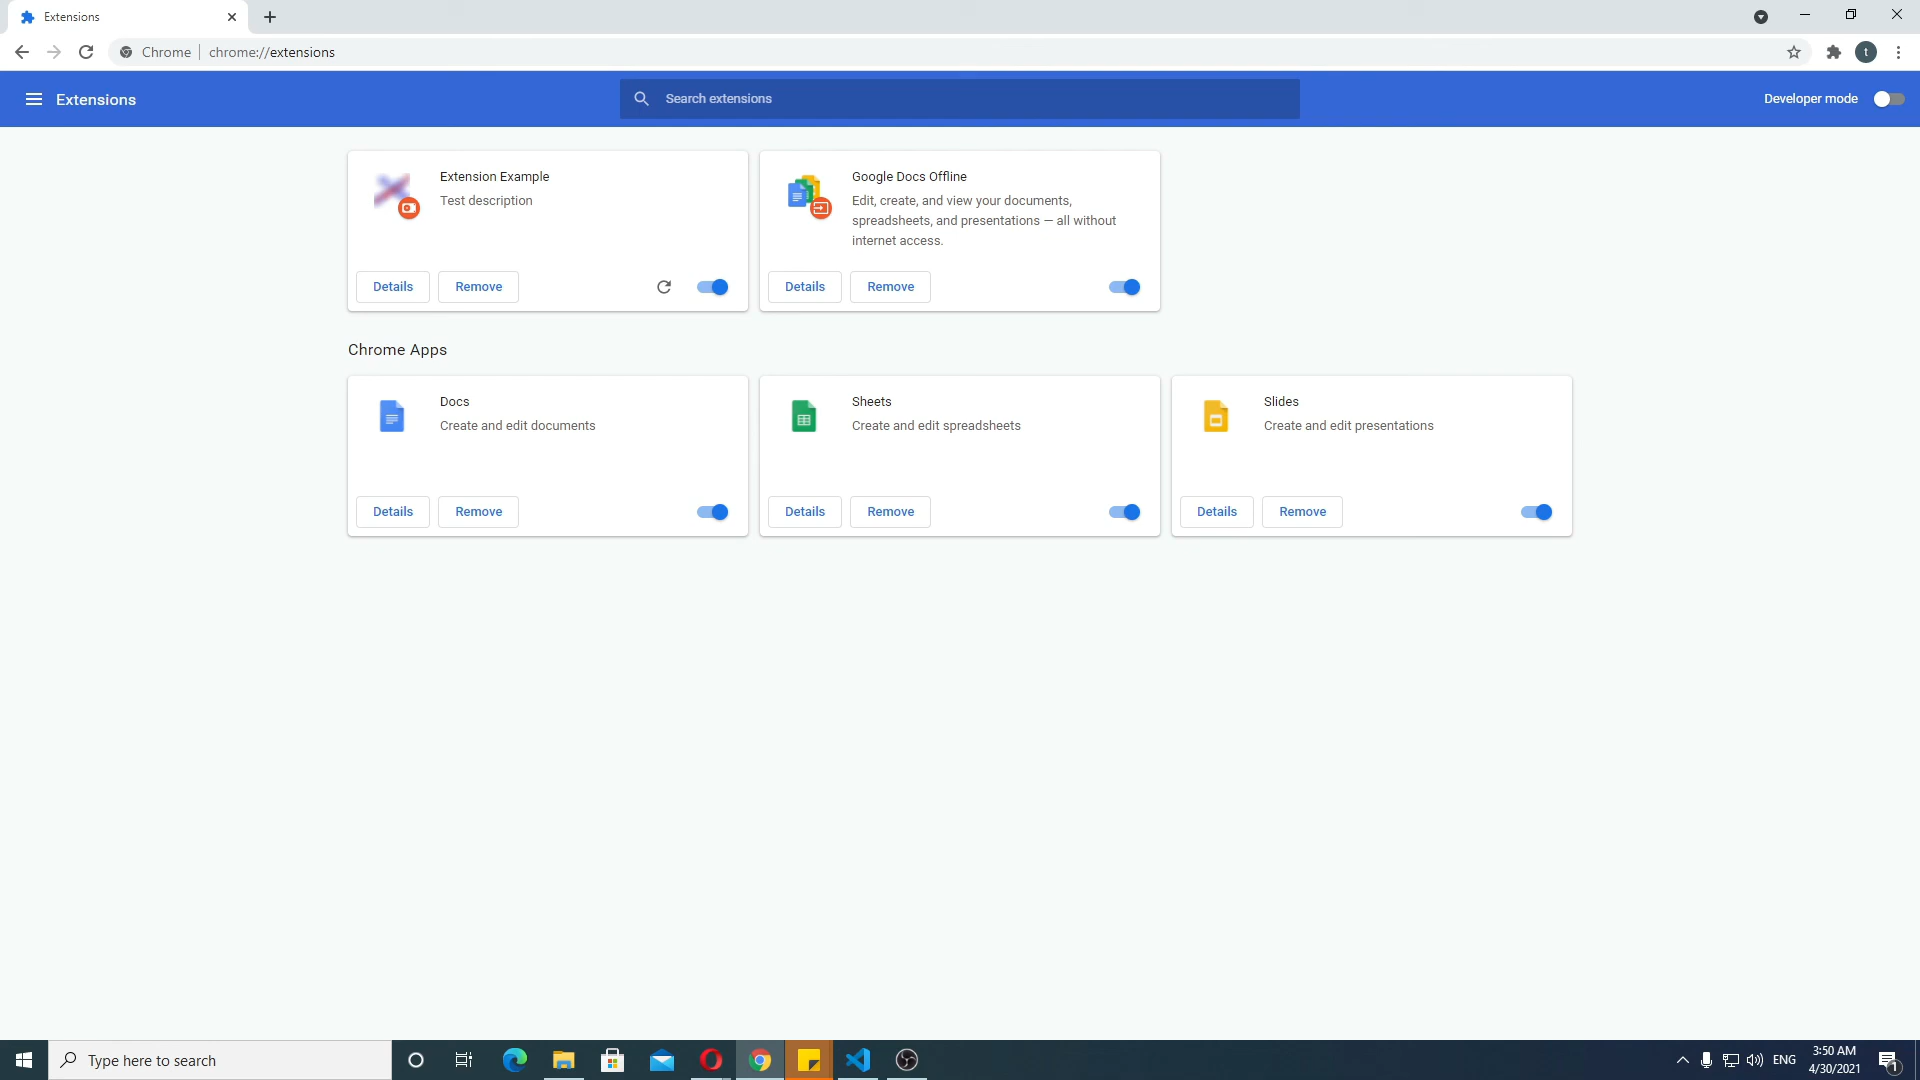 Extensions
Chrome
chrome://extensions
t
Extensions
Search extensions
Developer mode
Extension Example
Test description
Details
Remove
Google Docs Offline
Edit, create, and view your documents,
spreadsheets, and presentations — all without
internet access.
Details
Remove
Chrome Apps
Docs
Create and edit documents
Details
Remove
Sheets
Create and edit spreadsheets
Details
Remove
Slides
Create and edit presentations
Details
Remove
Type here to search
ENG
3:50 AM
4/30/2021
1